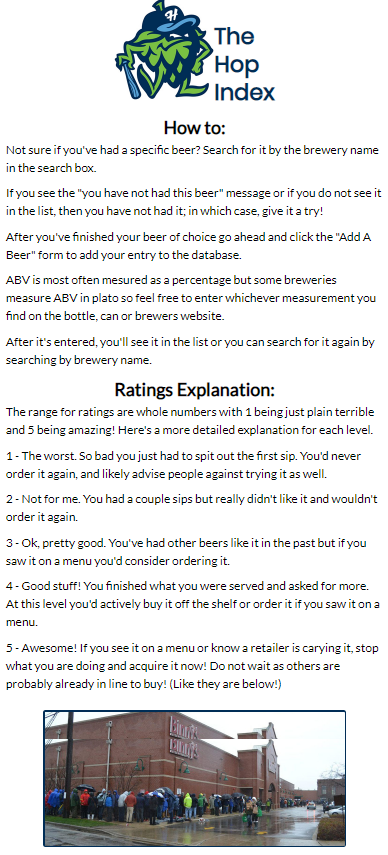 H
The
Hop
Index
How to:
Not sure if you've had a specific beer? Search for it by the brewery name
in the search box.
If you see the "you have not had this beer" message or if you do not see it
in the list, then you have not had it; in which case, give it a try!
After you've finished your beer of choice go ahead and click the "Add A
Beer" form to add your entry to the database.
ABV is most often mesured as a percentage but some breweries
measure ABV in plato so feel free to enter whichever measurement you
find on the bottle, can or brewers website.
After it's entered, you'll see it in the list or you can search for it again by
searching by brewery name.
Ratings Explanation:
The range for ratings are whole numbers with 1 being just plain terrible
and 5 being amazing! Here's a more detailed explanation for each level.
1 - The worst. So bad you just had to spit out the first sip. You'd never
order it again, and likely advise people against trying it as well.
2 - Not for me. You had a couple sips but really didn't like it and wouldn't
order it again.
3 - Ok, pretty good. You've had other beers like it in the past but if you
saw it on a menu you'd consider ordering it.
4 - Good stuff! You finished what you were served and asked for more.
At this level you'd actively buy it off the shelf or order it if you saw it on a
menu.
5 - Awesome! If you see it on a menu or know a retailer is carying it, stop
what you are doing and acquire it now! Do not wait as others are
probably already in line to buy! (Like they are below!)